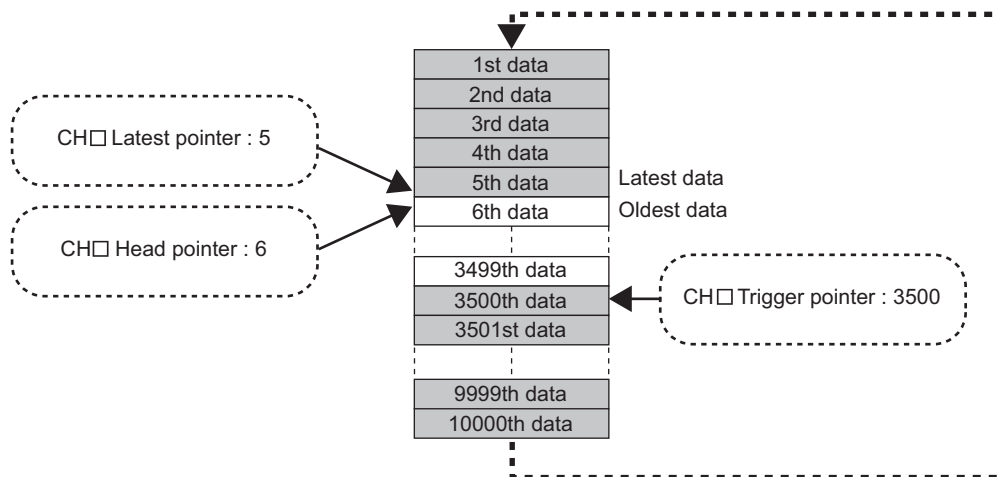 1st data
2nd data
3rd data
4th data
5th data
6th data
Latest data
Oldest data
CH□ Latest pointer : 5
CH□ Head pointer : 6
3499th data
3500th data
3501st data
CH□ Trigger pointer : 3500
9999th data
10000th data